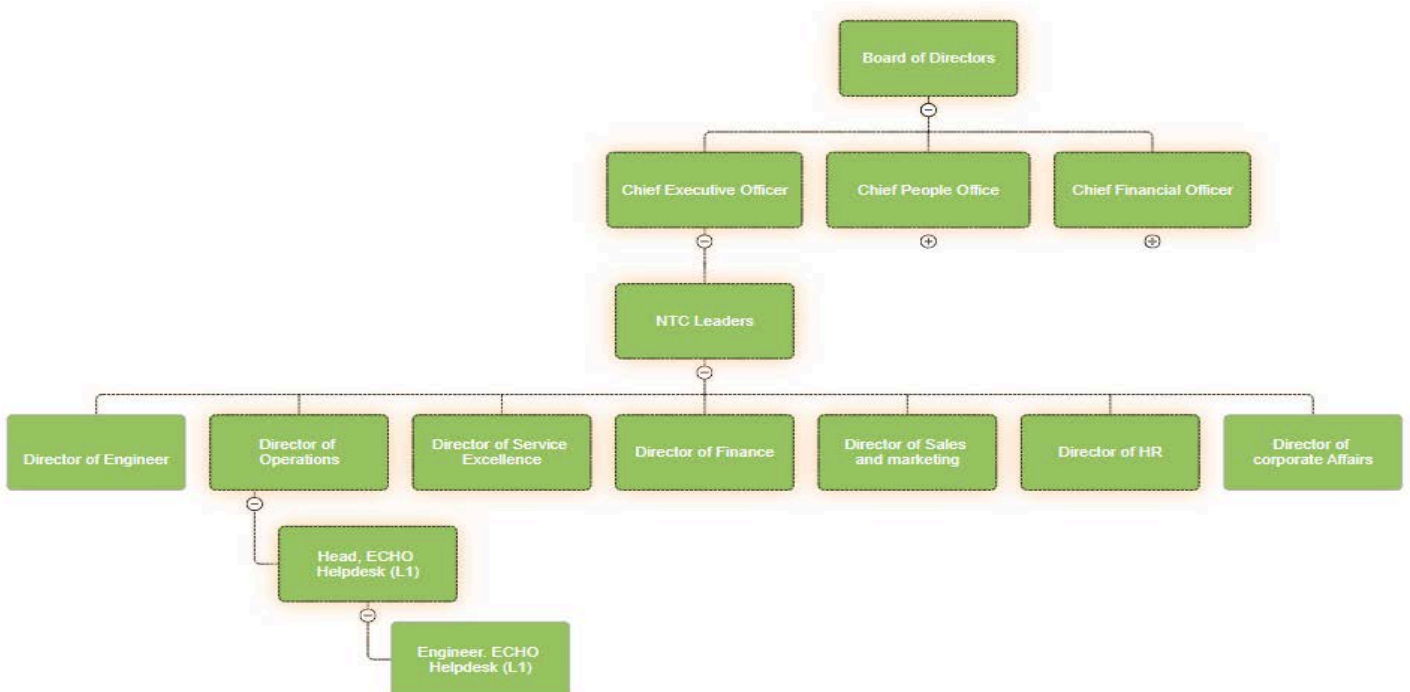 Board of Directors
Chief Executive Officer
Chief People Office
Chief Financial Officer
NTC Leaders
Director of Engineer
Director of
Operations
Director of Service
Excellence
Director of Finance
Director of Sales
and marketing
Director of HR
Director of
corporate Affairs
Head, ECHO
Helpdesk (L1)
Engineer. ECHO
Helpdesk (L1)